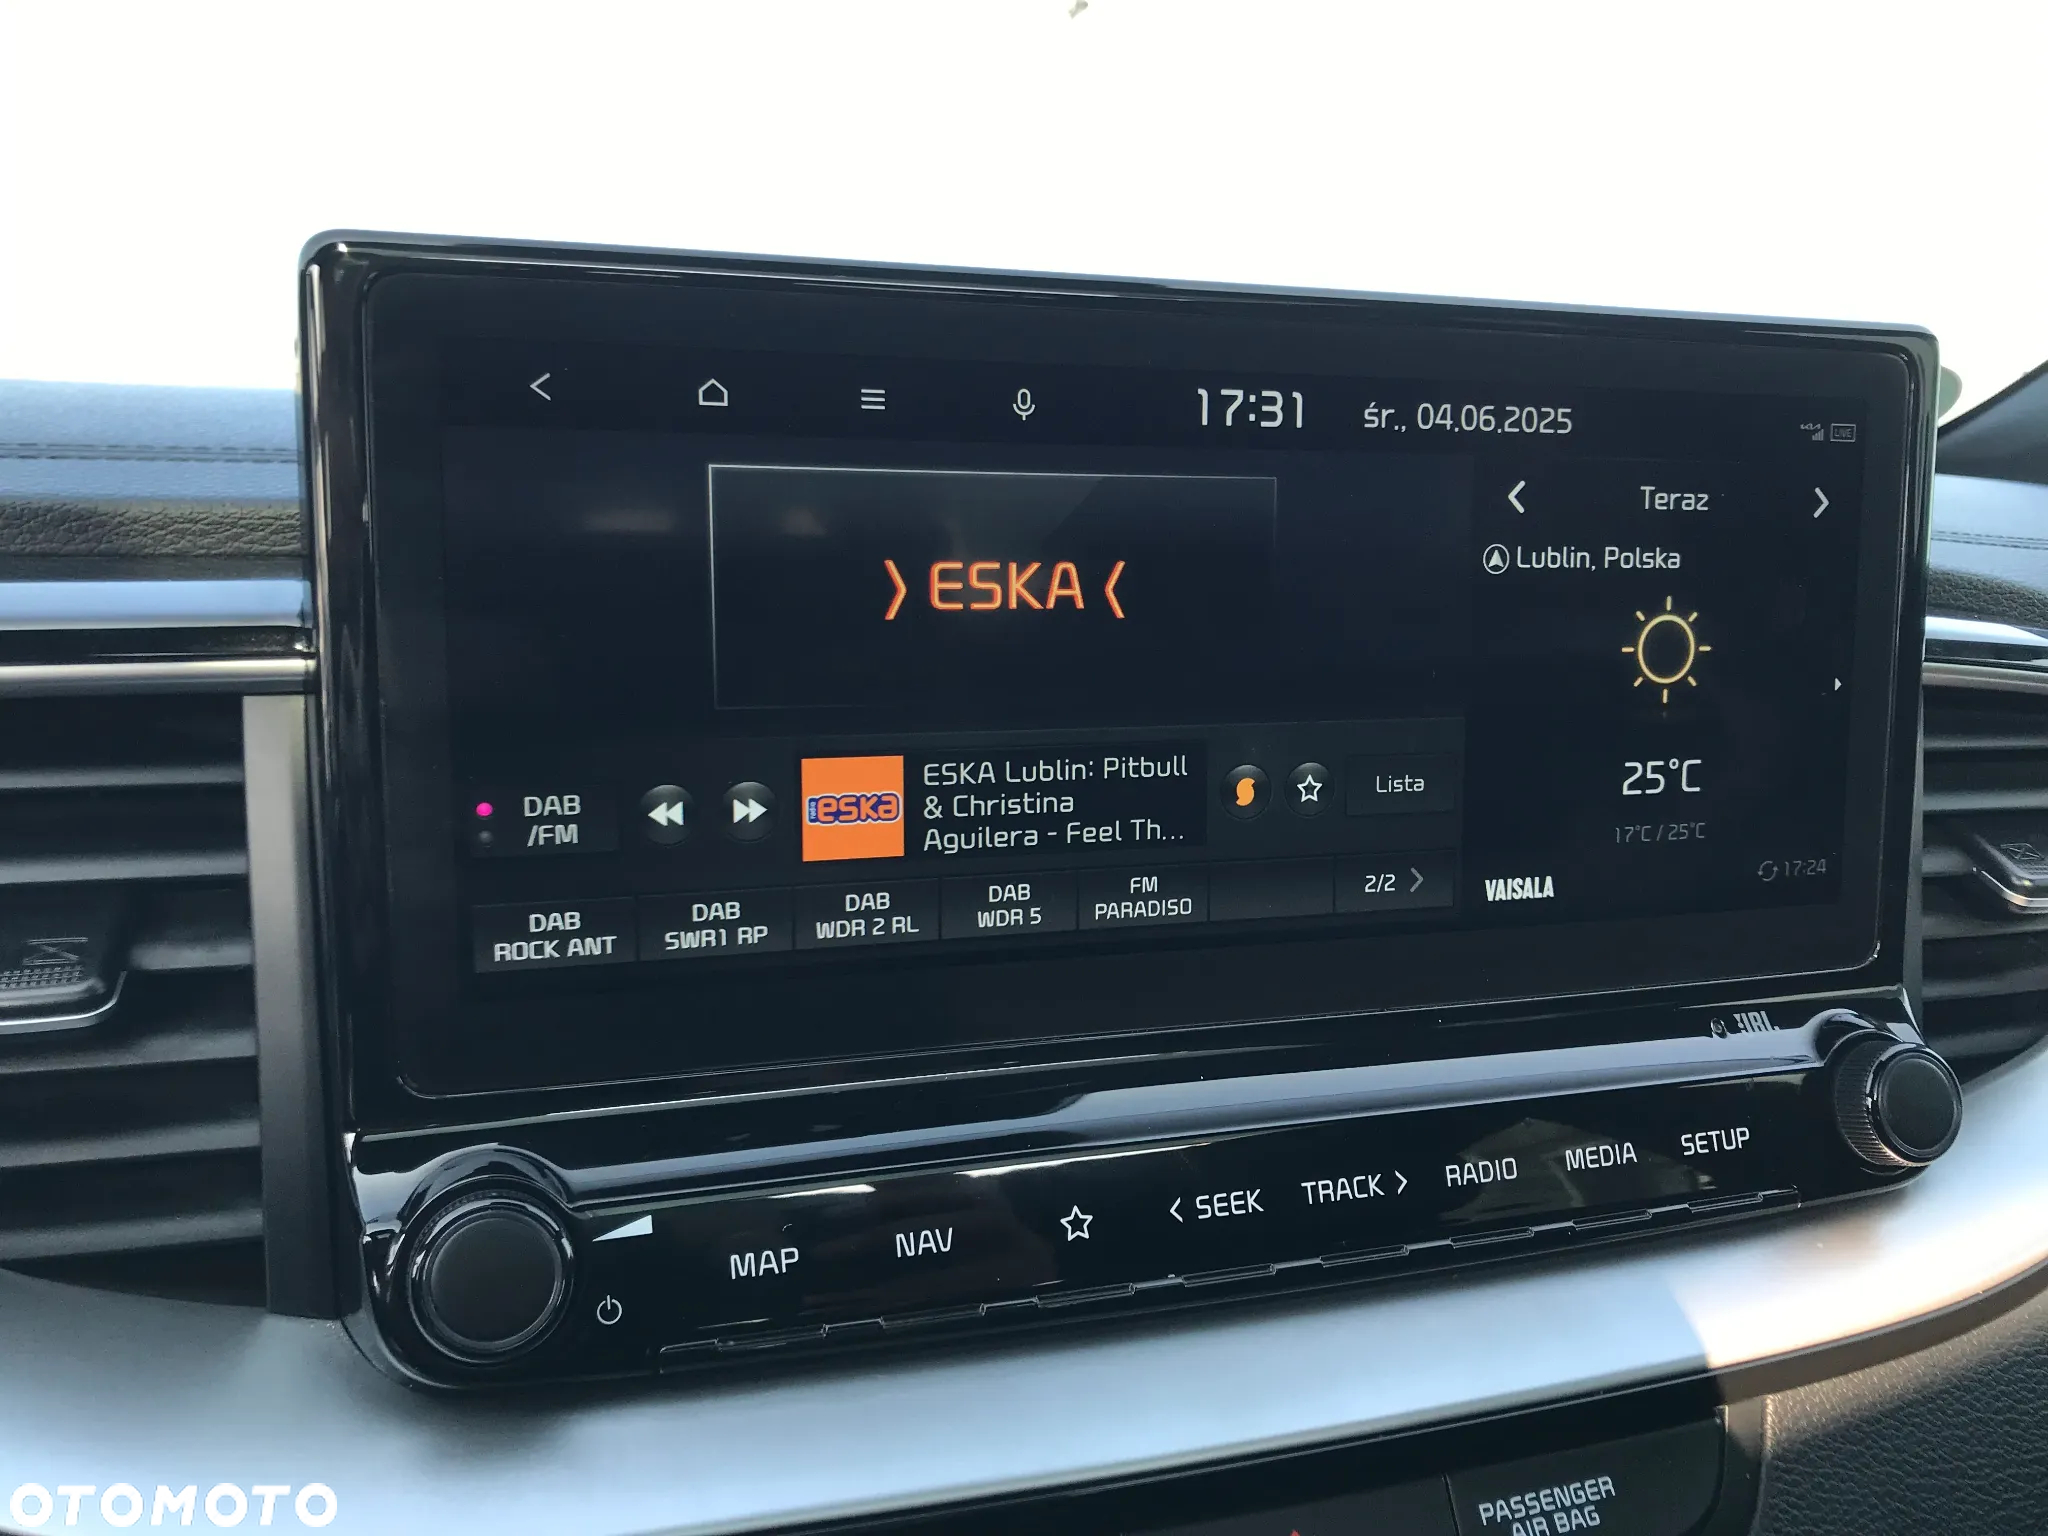 17:31 śr., 04.06.2025
LIVE
Teraz
Lublin, Polska
25°C
17°C / 25°C
VAISALA
17:24
ESKA
DAB
/FM
eska
ESKA Lublin: Pitbull
& Christina
Aguilera - Feel Th...
Lista
DAB
ROCK ANT
DAB
SWR1 RP
DAB
WDR 2 RL
DAB
WDR 5
FM
PARADISO
2/2
JBL
MAP NAV < SEEK TRACK > RADIO MEDIA SETUP
PASSENGER
AIR BAG
OTOMOTO